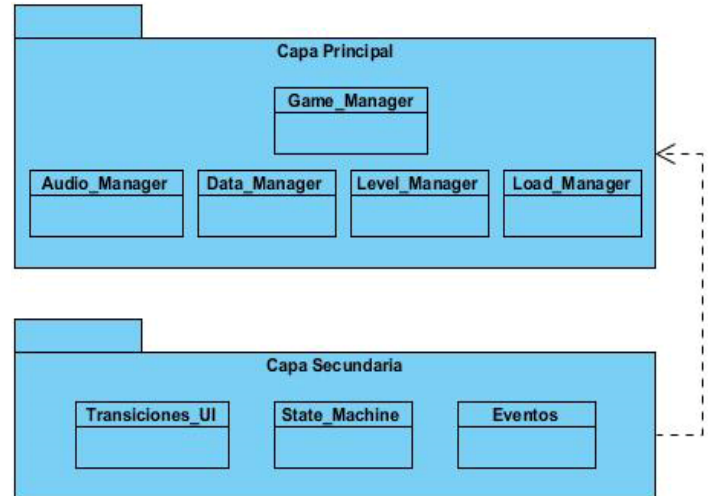 Capa Principal
Game_Manager
Audio_Manager
Data_Manager
Level_Manager
Load_Manager
Capa Secundaria
Transiciones_UI
State_Machine
Eventos